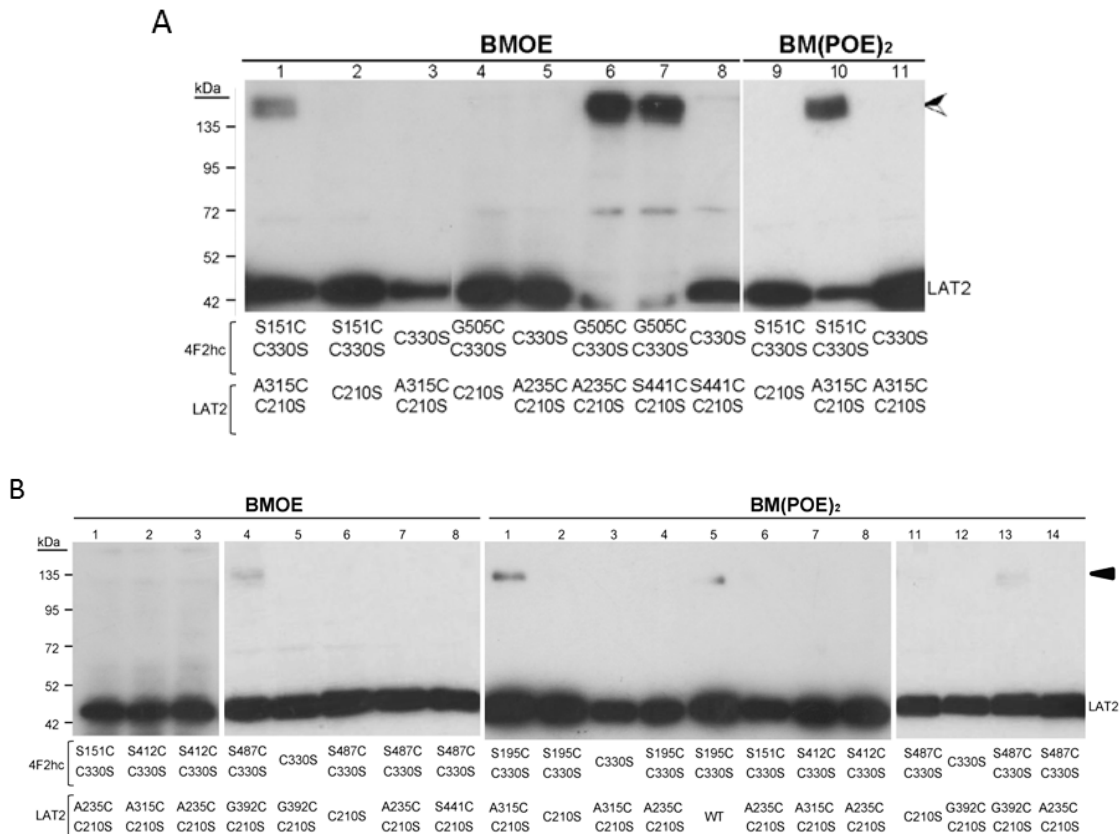 A
BMOE BM(POE)₂
1 2 3 4 5 6 7 8 9 10 11
kDa
135
95
72
52
42
LAT2
S151C S151C C330S G505C C330S G505C G505C C330S S151C S151C C330S
4F2hc
C330S C330S C330S C330S C330S C330S C330S
A315C C210S A315C C210S A235C A235C S441C S441C C210S A315C A315C
LAT2
C210S C210S C210S C210S C210S C210S C210S C210S
B
BMOE BM(POE)₂
1 2 3 4 5 6 7 8 1 2 3 4 5 6 7 8 11 12 13 14
kDa
135
95
72
52
42
LAT2
S151C S412C S412C S487C C330S S487C S487C S487C S195C S195C C330S S195C S195C S151C S412C S412C S487C C330S S487C S487C
4F2hc
C330S C330S C330S C330S C330S C330S C330S C330S C330S C330S C330S C330S C330S C330S C330S C330S C330S
A235C A315C A235C G392C G392C C210S A235C S441C A315C C210S A315C A235C WT A235C A315C A235C C210S G392C G392C A235C
LAT2
C210S C210S C210S C210S C210S C210S C210S C210S C210S C210S C210S C210S C210S C210S C210S C210S